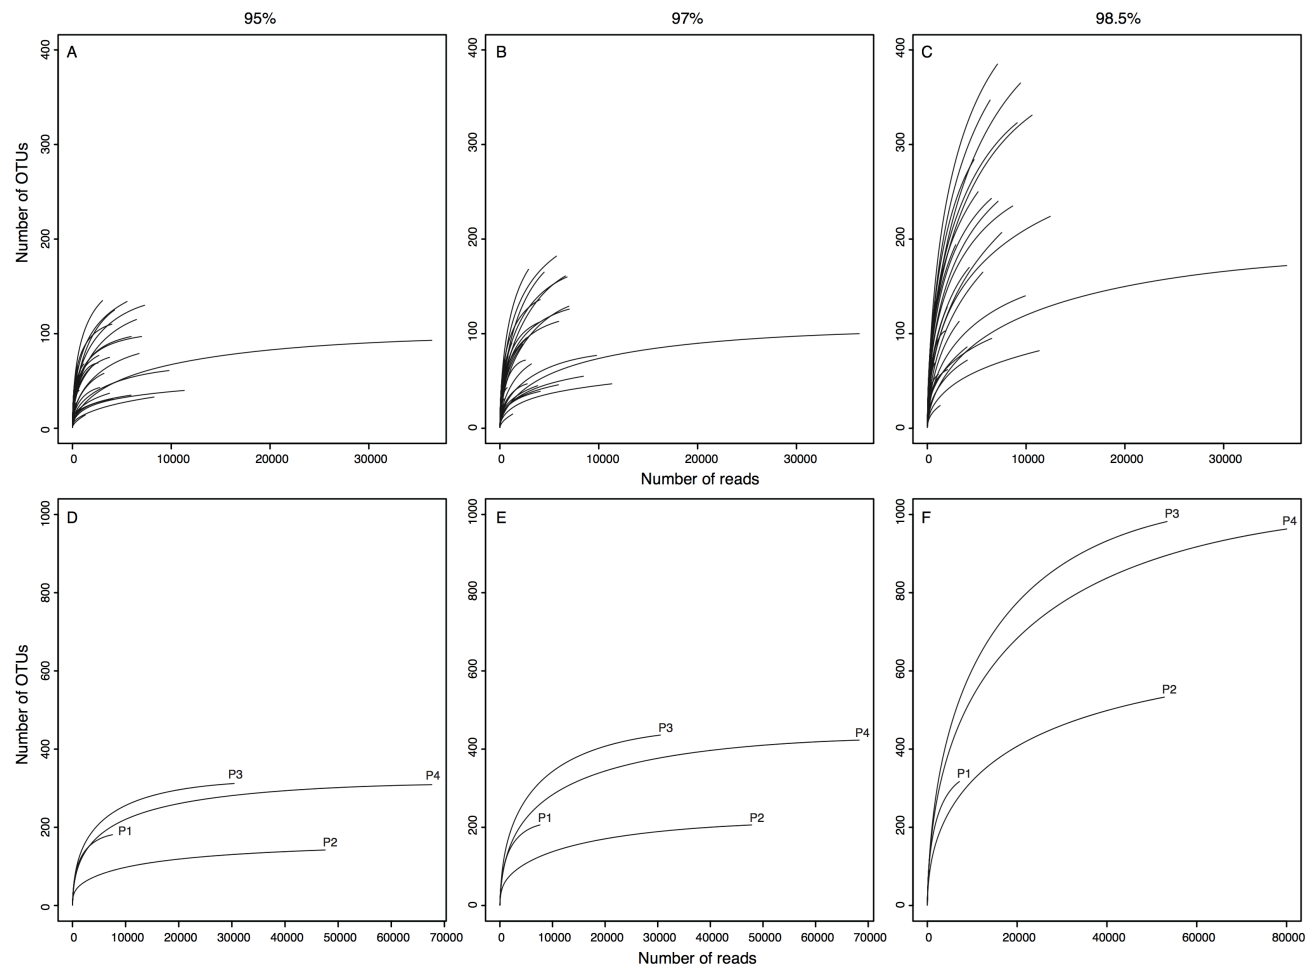 95% 97% 98.5%
A B C
Number of OTUs
400 400 400
300 300 300
200 200 200
100 100 100
0 0 0
0 10000 20000 30000 0 10000 20000 30000 0 10000 20000 30000
Number of reads
D E F
Number of OTUs
1000 1000 1000
800 800 800
600 600 600
400 400 400
200 200 200
0 0 0
P3 P4 P1 P2
P3 P4 P1 P2
P3 P4 P2 P1
0 10000 20000 30000 40000 50000 60000 70000 0 10000 20000 30000 40000 50000 60000 70000 0 20000 40000 60000 80000
Number of reads